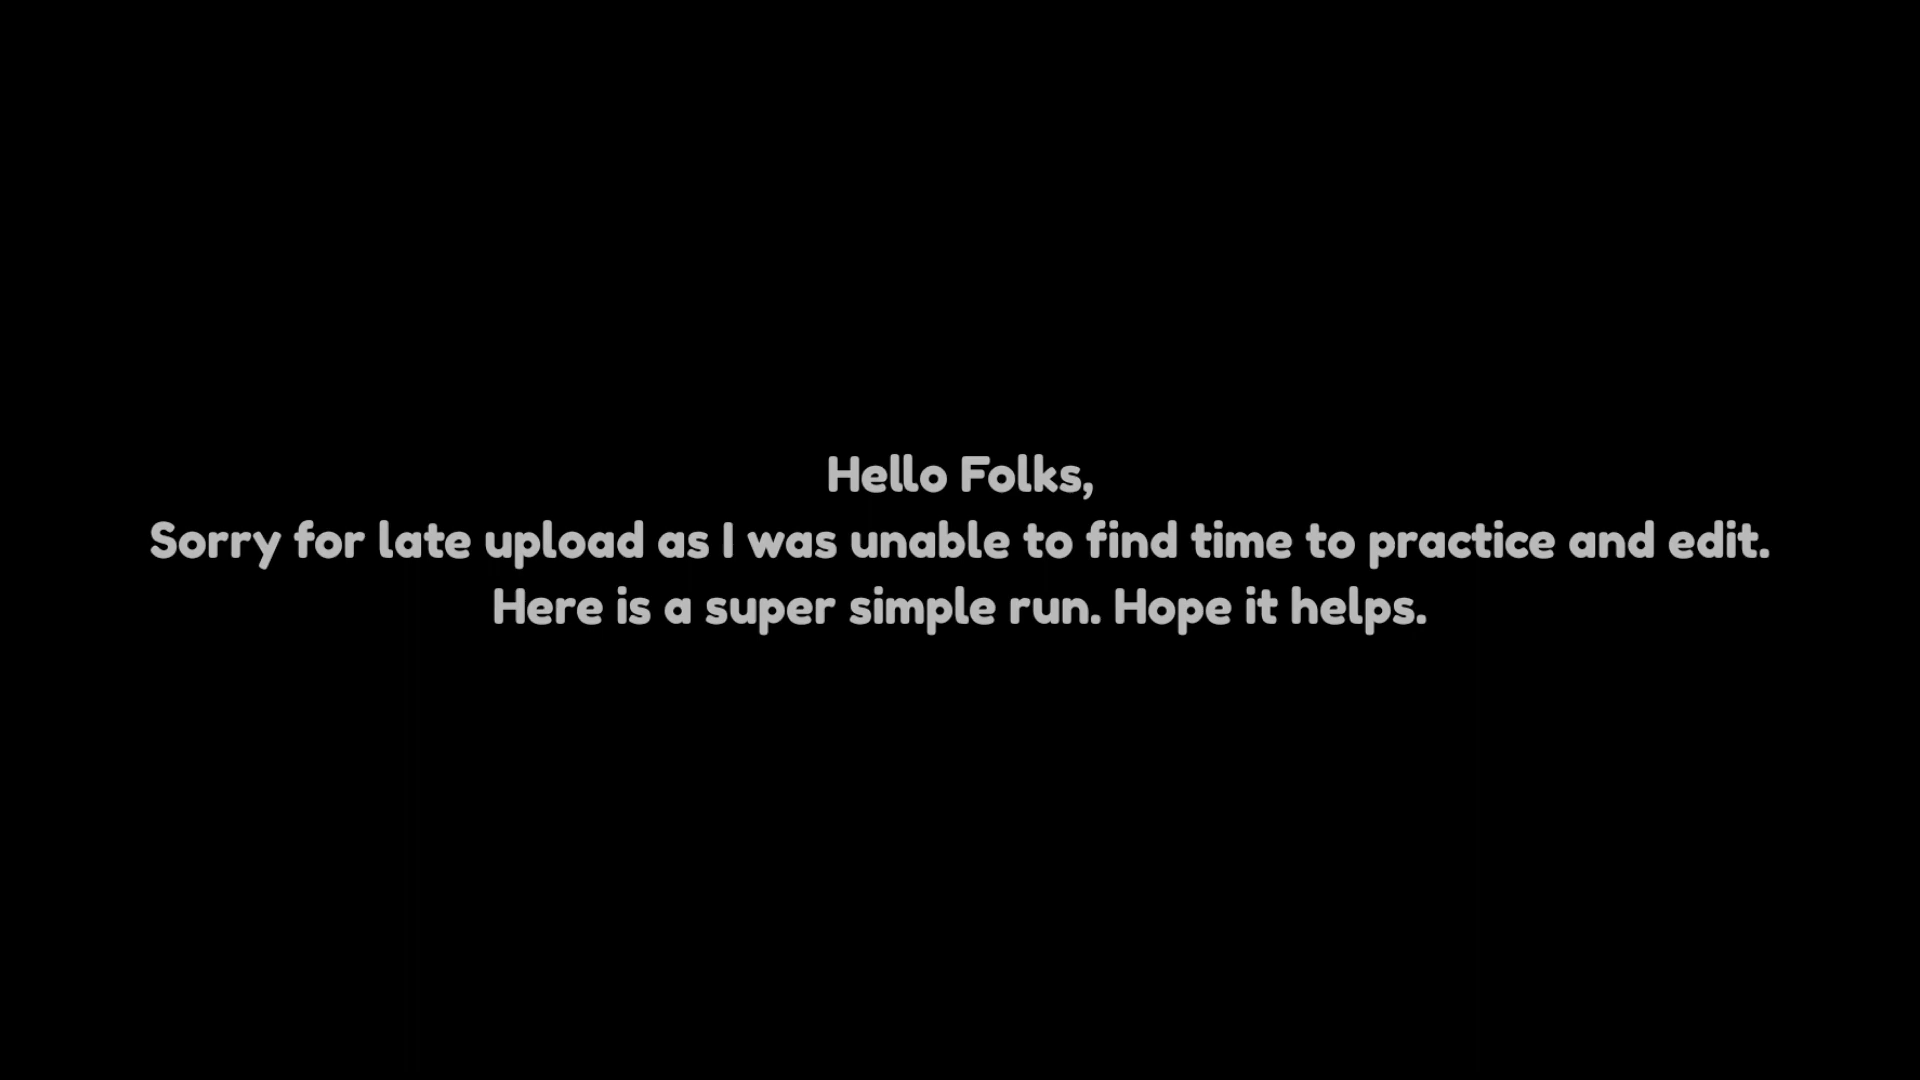 Hello Folks,
Sorry for late upload as I was unable to find time to practice and edit.
Here is a super simple run. Hope it helps.